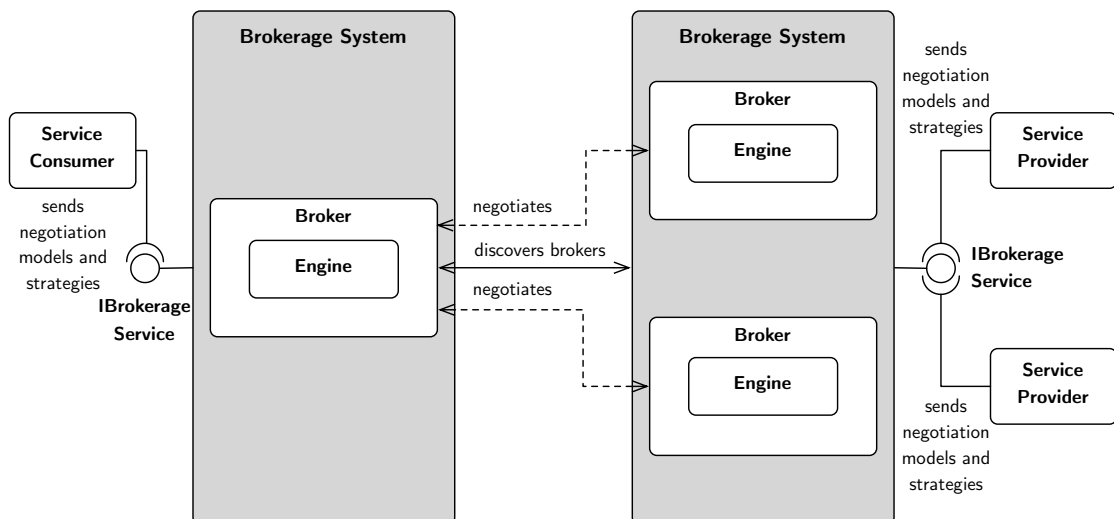 Brokerage System
Service
Consumer
sends
negotiation
models and
strategies
IBrokerage
Service
Broker
Engine
negotiates
discovers brokers
negotiates
Brokerage System
Broker
Engine
Broker
Engine
sends
negotiation
models and
strategies
Service
Provider
IBrokerage
Service
Service
Provider
sends
negotiation
models and
strategies